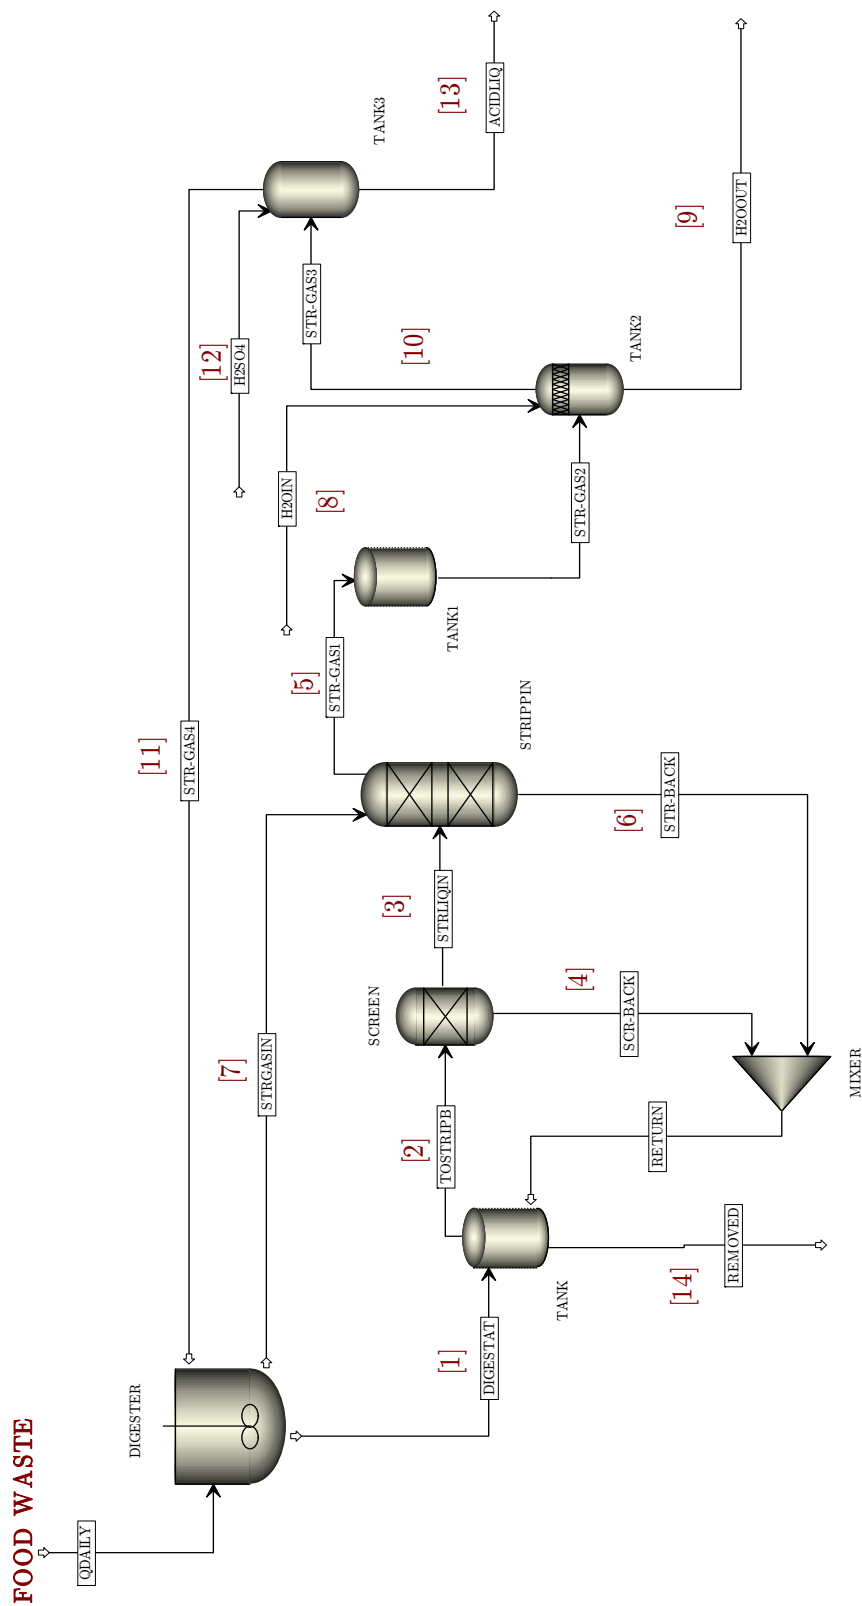 FOOD WASTE
QDAILY
DIGESTER
[1]
DIGESTAT
TANK
[14]
REMOVED
[2]
TOSTRIPB
RETURN
MIXER
[7]
STRGASIN
SCREEN
[4]
SCR-BACK
[3]
STRLIQIN
[6]
STR-BACK
STRIPPIN
[11]
STR-GAS4
[5]
STR-GAS1
TANK1
[8]
H2OIN
STR-GAS2
[12]
H2SO4
[10]
STR-GAS3
TANK2
[9]
H2OOUT
TANK3
[13]
ACIDLIQ